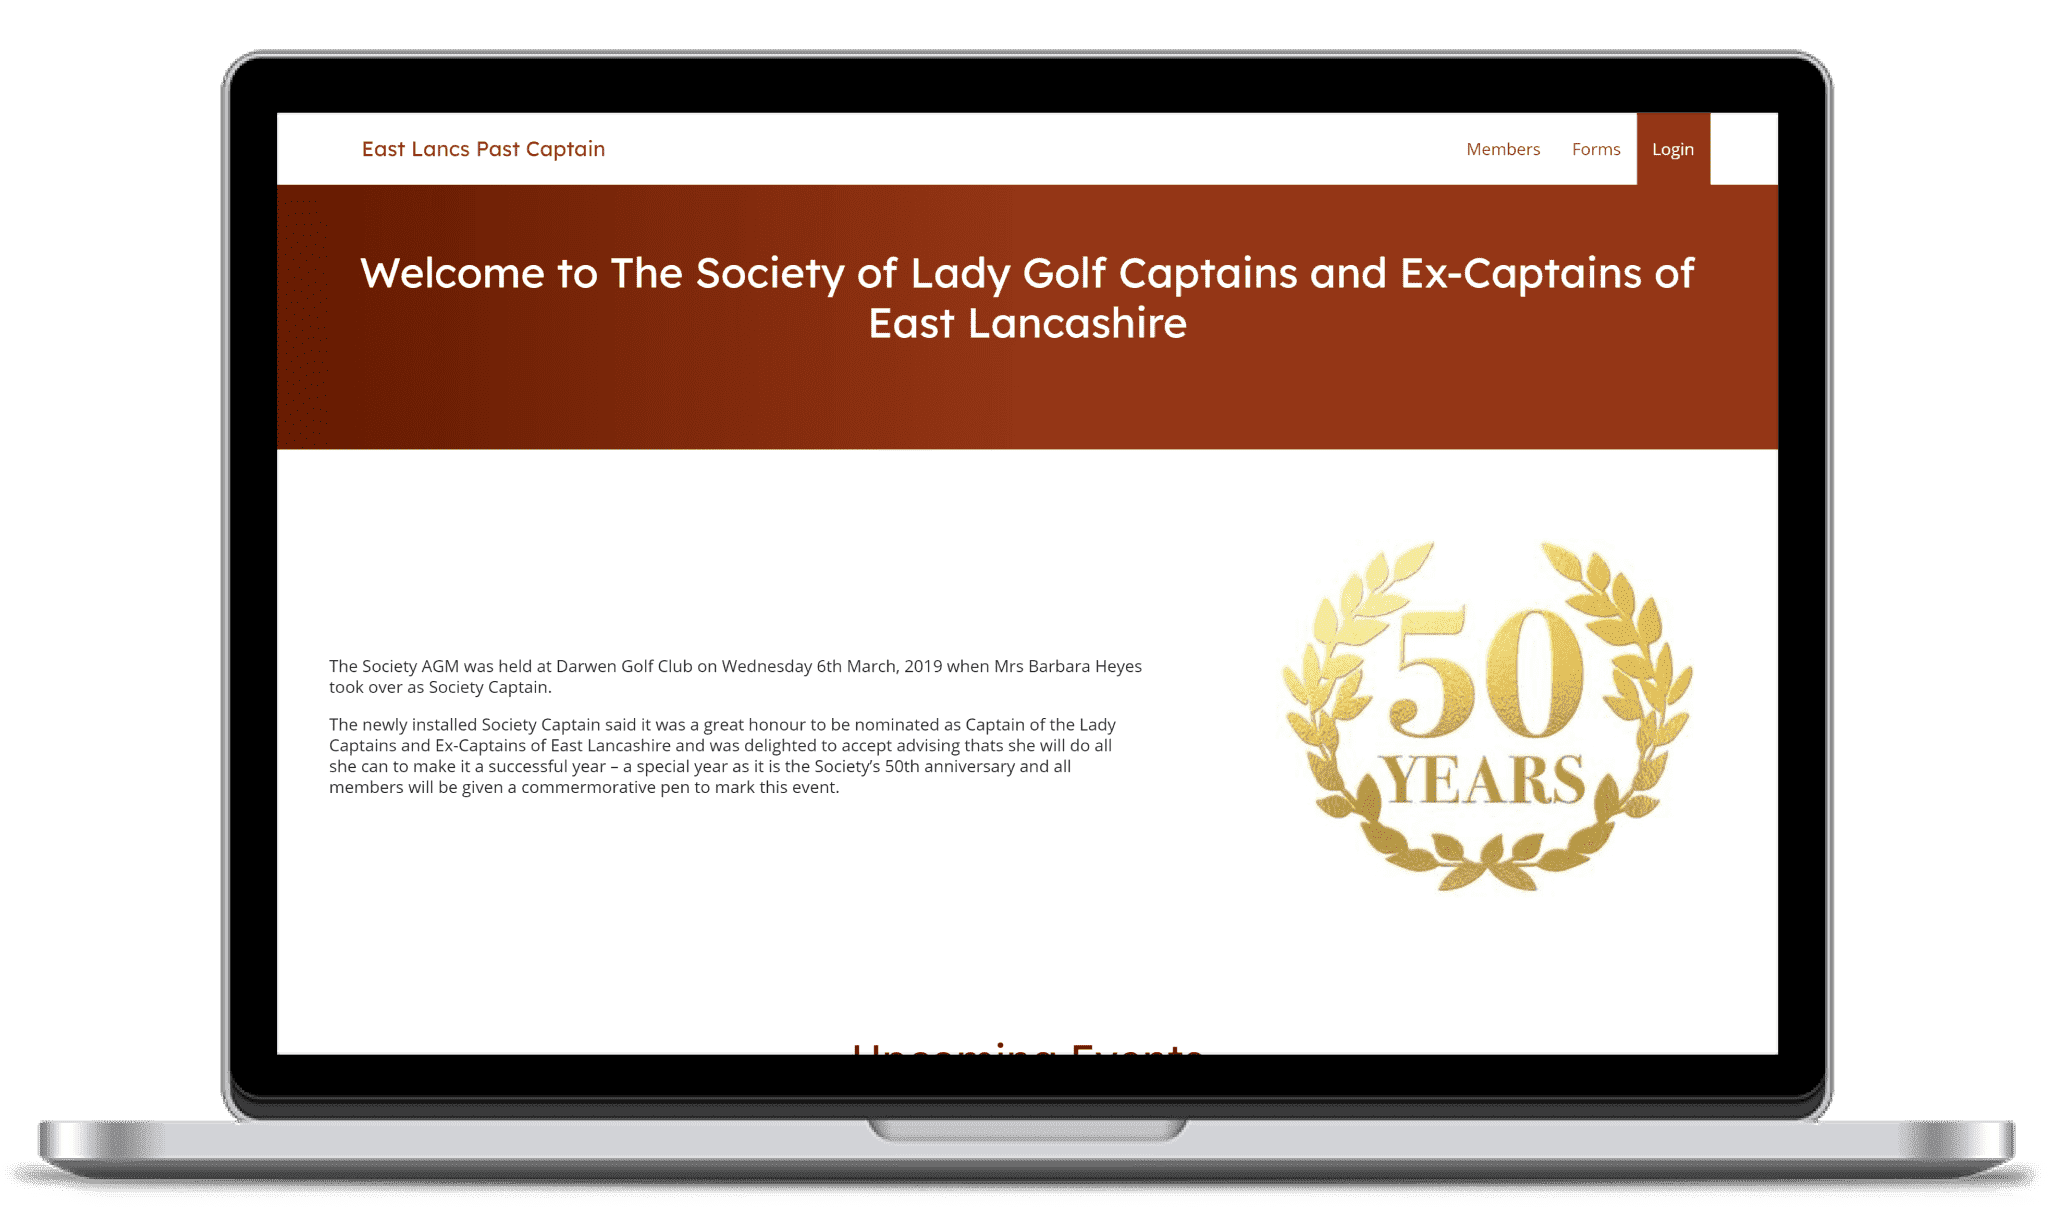 East Lancs Past Captain
Members Forms Login
Welcome to The Society of Lady Golf Captains and Ex-Captains of
East Lancashire
The Society AGM was held at Darwen Golf Club on Wednesday 6th March, 2019 when Mrs Barbara Heyes
took over as Society Captain.
The newly installed Society Captain said it was a great honour to be nominated as Captain of the Lady
Captains and Ex-Captains of East Lancashire and was delighted to accept advising thats she will do all
she can to make it a successful year – a special year as it is the Society’s 50th anniversary and all
members will be given a commermorative pen to mark this event.
50
YEARS
Upcoming Events